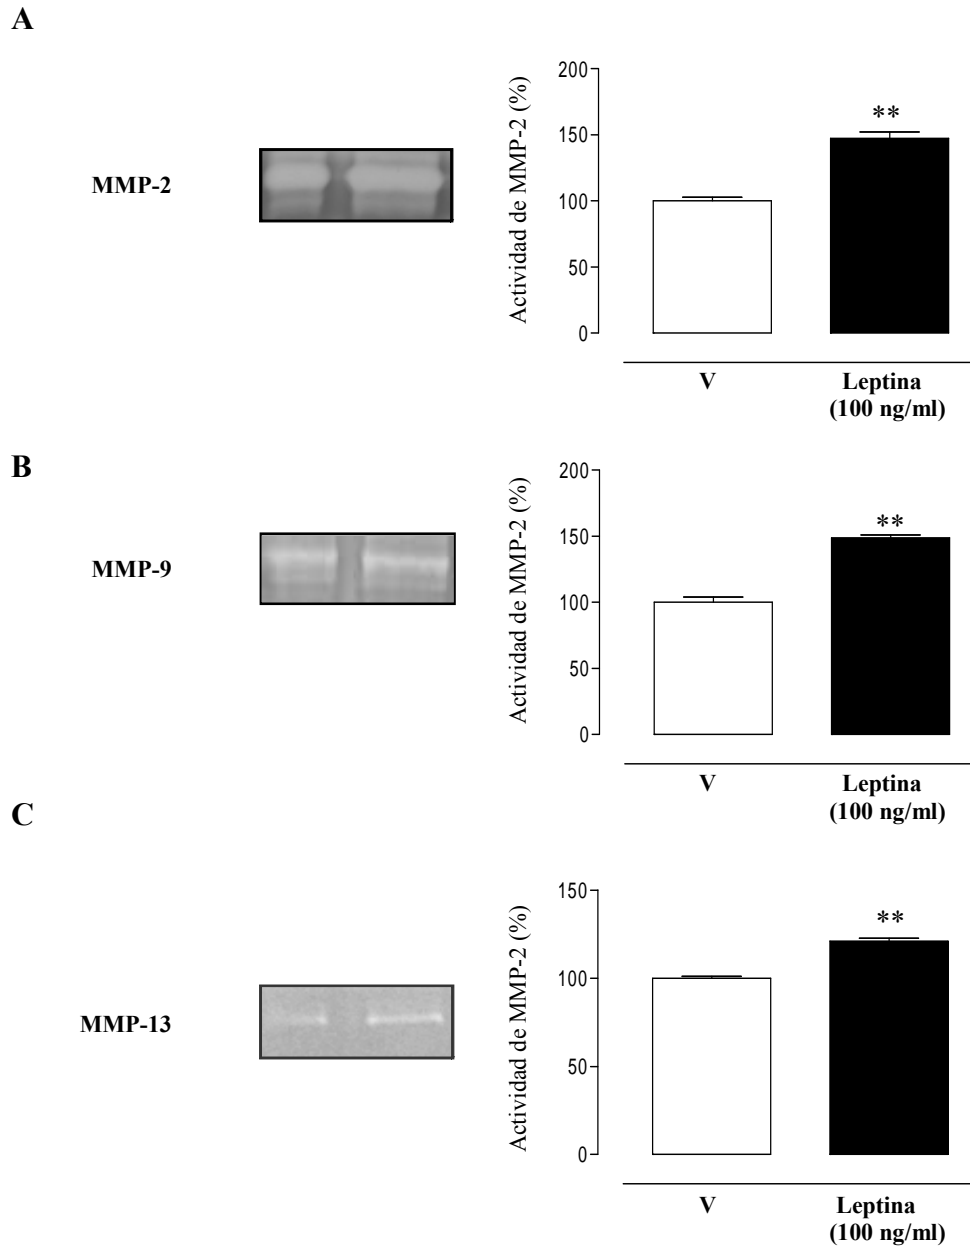 A
MMP-2
Actividad de MMP-2 (%)
200
150
100
50
0
**
V
Leptina
(100 ng/ml)
B
MMP-9
Actividad de MMP-2 (%)
200
150
100
50
0
**
V
Leptina
(100 ng/ml)
C
MMP-13
Actividad de MMP-2 (%)
150
100
50
0
**
V
Leptina
(100 ng/ml)